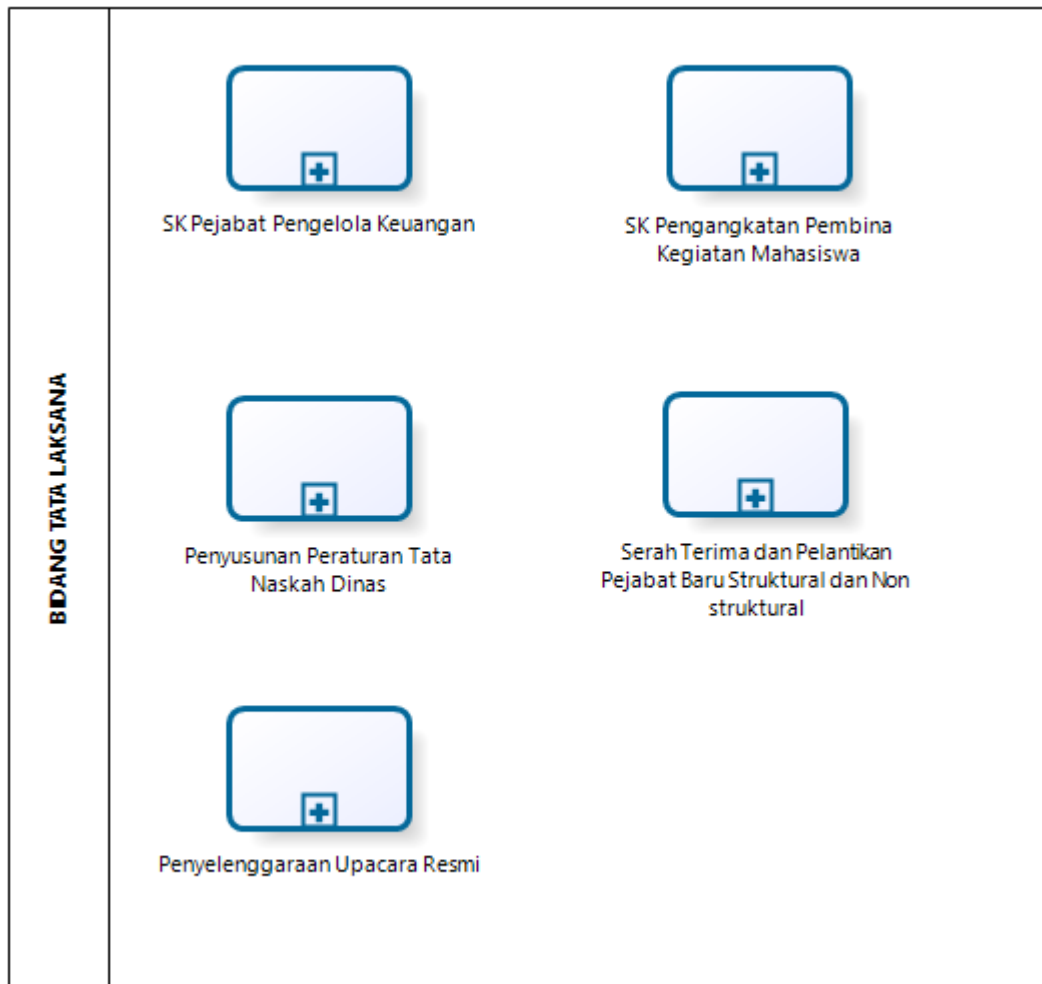 BIDANG TATA LAKSANA
SK Pejabat Pengelola Keuangan
SK Pengangkatan Pembina
Kegiatan Mahasiswa
Penyusunan Peraturan Tata
Naskah Dinas
Serah Terima dan Pelantikan
Pejabat Baru Struktural dan Non
struktural
Penyelenggaraan Upacara Resmi